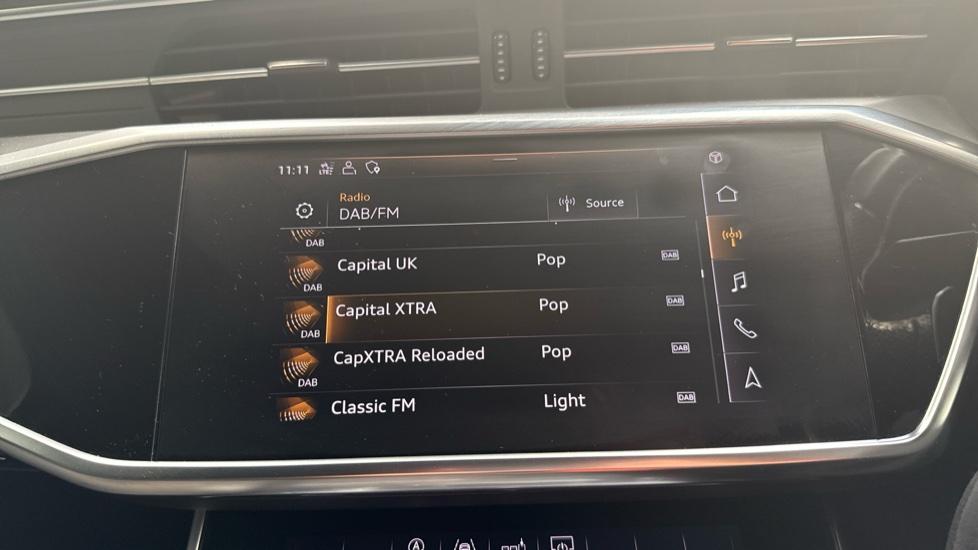 11:11 LTE
Radio
DAB/FM
Source
DAB
Capital UK Pop DAB
DAB
Capital XTRA Pop DAB
DAB
CapXTRA Reloaded Pop DAB
DAB
Classic FM Light DAB
A